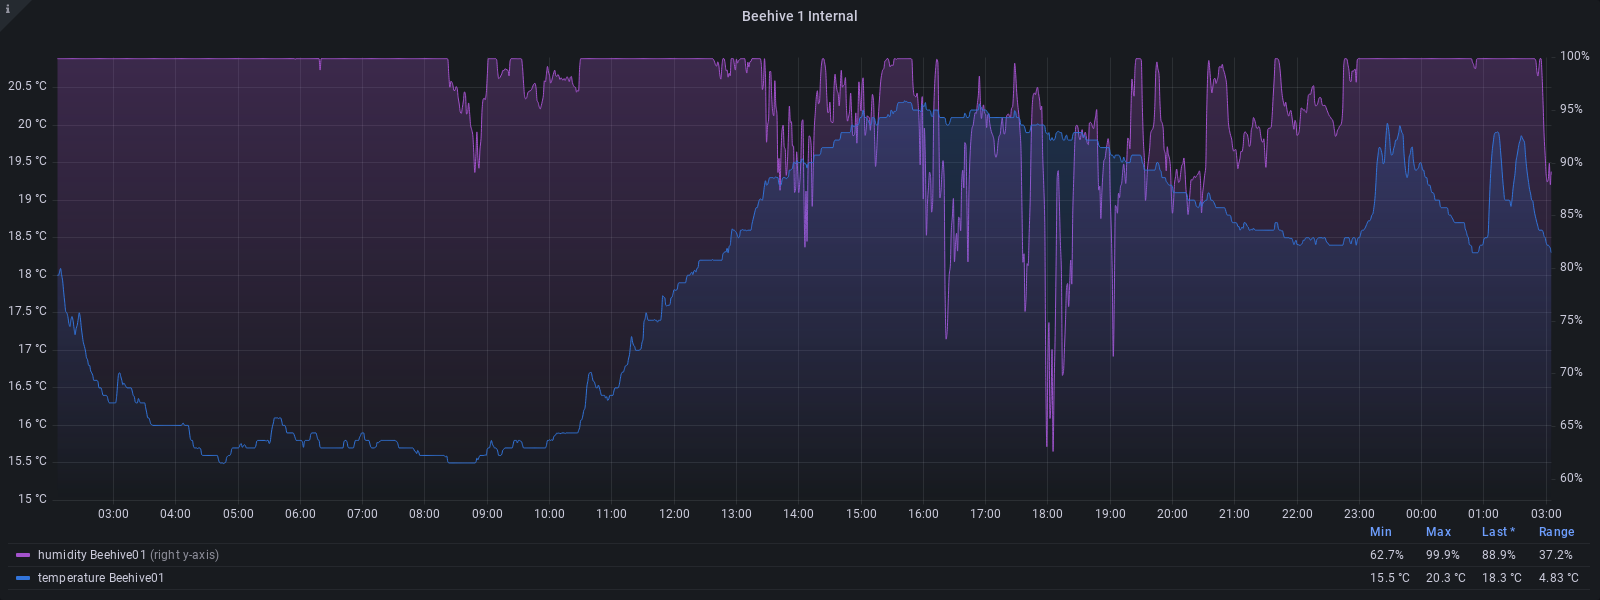 i
Beehive 1 Internal
100%
20.5 °C
95%
20 °C
19.5 °C
90%
19 °C
85%
18.5 °C
80%
18 °C
17.5 °C
75%
17 °C
70%
16.5 °C
16 °C
65%
15.5 °C
60%
15 °C
03:00 04:00 05:00 06:00 07:00 08:00 09:00 10:00 11:00 12:00 13:00 14:00 15:00 16:00 17:00 18:00 19:00 20:00 21:00 22:00 23:00 00:00 01:00 03:00
Min Max Last * Range
humidity Beehive01 (right y-axis) 62.7% 99.9% 88.9% 37.2%
temperature Beehive01 15.5 °C 20.3 °C 18.3 °C 4.83 °C